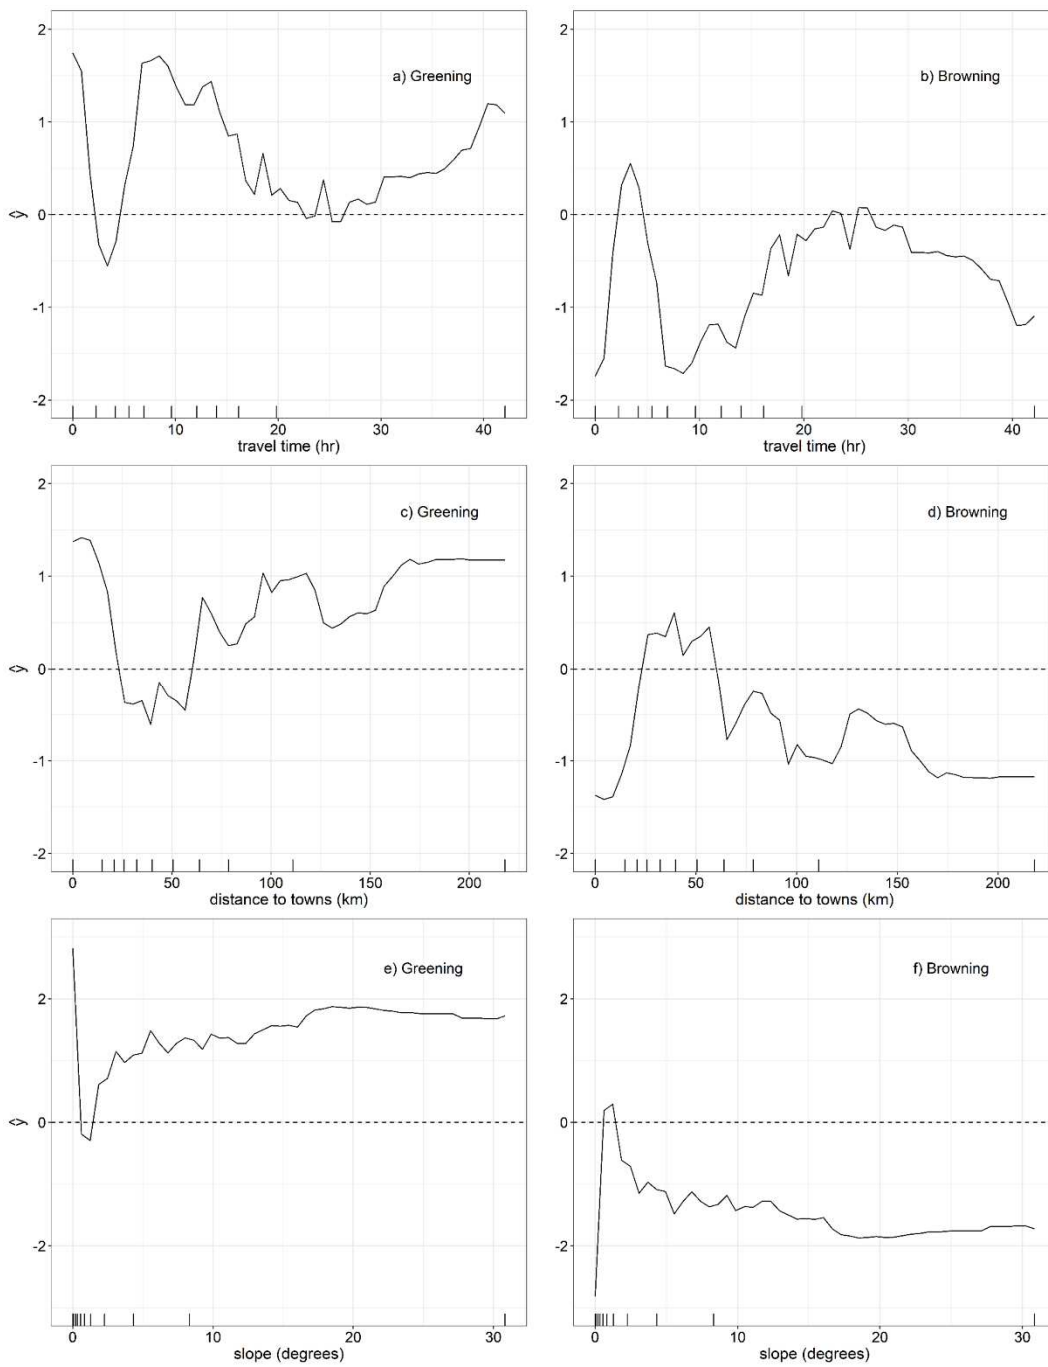 2
a) Greening
1
ŷ
0
-1
-2
0 10 20 30 40
travel time (hr)
2
b) Browning
1
0
-1
-2
0 10 20 30 40
travel time (hr)
2
c) Greening
1
ŷ
0
-1
-2
0 50 100 150 200
distance to towns (km)
2
d) Browning
1
0
-1
-2
0 50 100 150 200
distance to towns (km)
e) Greening
2
ŷ
0
-2
0 10 20 30
slope (degrees)
f) Browning
2
0
-2
0 10 20 30
slope (degrees)